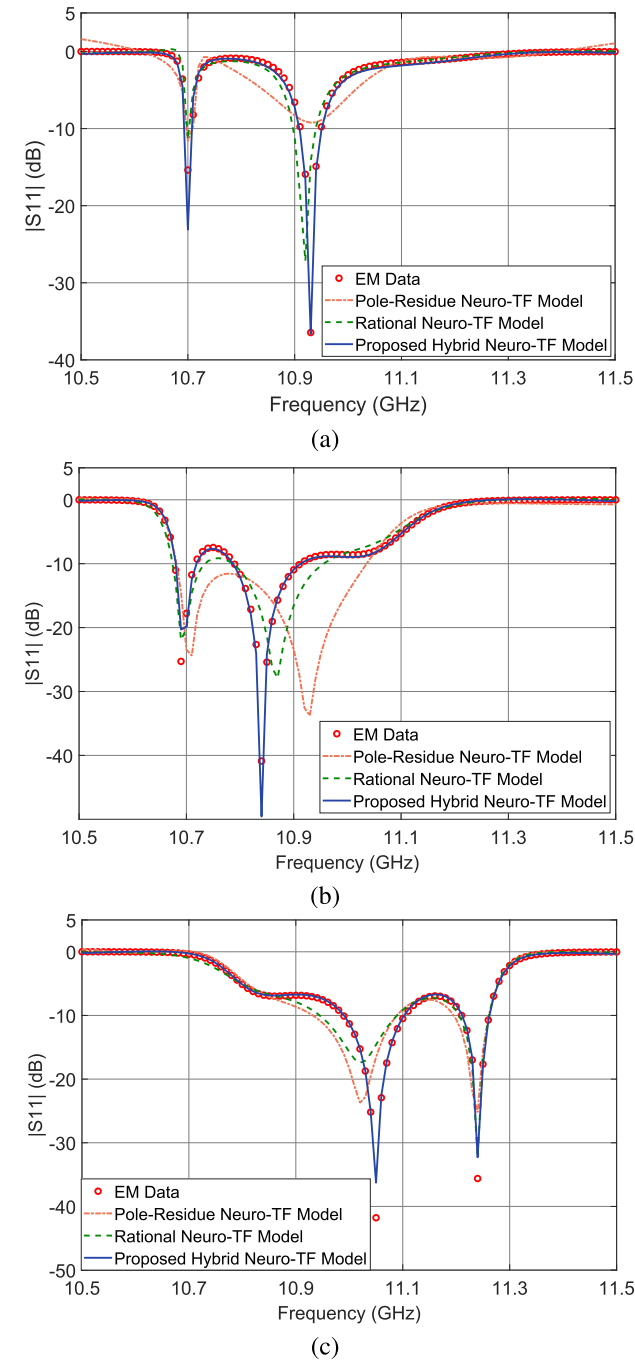 5
0
-10
-20
-30
-40
|S11| (dB)
EM Data
Pole-Residue Neuro-TF Model
Rational Neuro-TF Model
Proposed Hybrid Neuro-TF Model
10.5 10.7 10.9 11.1 11.3 11.5
Frequency (GHz)
(a)
5
0
-10
-20
-30
-40
|S11| (dB)
EM Data
Pole-Residue Neuro-TF Model
Rational Neuro-TF Model
Proposed Hybrid Neuro-TF Model
10.5 10.7 10.9 11.1 11.3 11.5
Frequency (GHz)
(b)
5
0
-10
-20
-30
-40
-50
|S11| (dB)
EM Data
Pole-Residue Neuro-TF Model
Rational Neuro-TF Model
Proposed Hybrid Neuro-TF Model
10.5 10.7 10.9 11.1 11.3 11.5
Frequency (GHz)
(c)